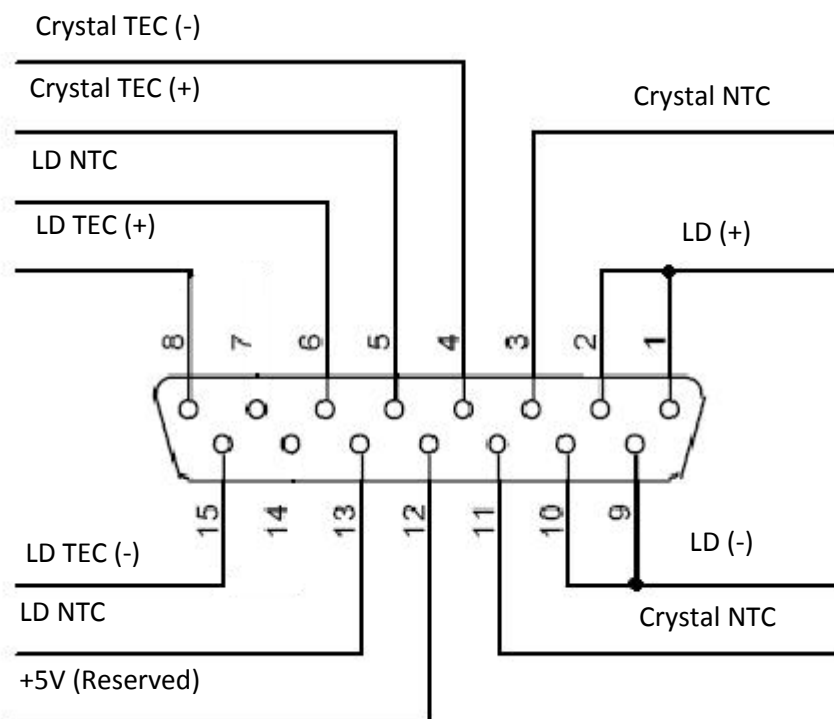 Crystal TEC (-)
Crystal TEC (+)
Crystal NTC
LD NTC
LD TEC (+)
LD (+)
8 7 6 5 4 3 2 1
15 14 13 12 11 10 9
LD TEC (-)
LD (-)
LD NTC
Crystal NTC
+5V (Reserved)